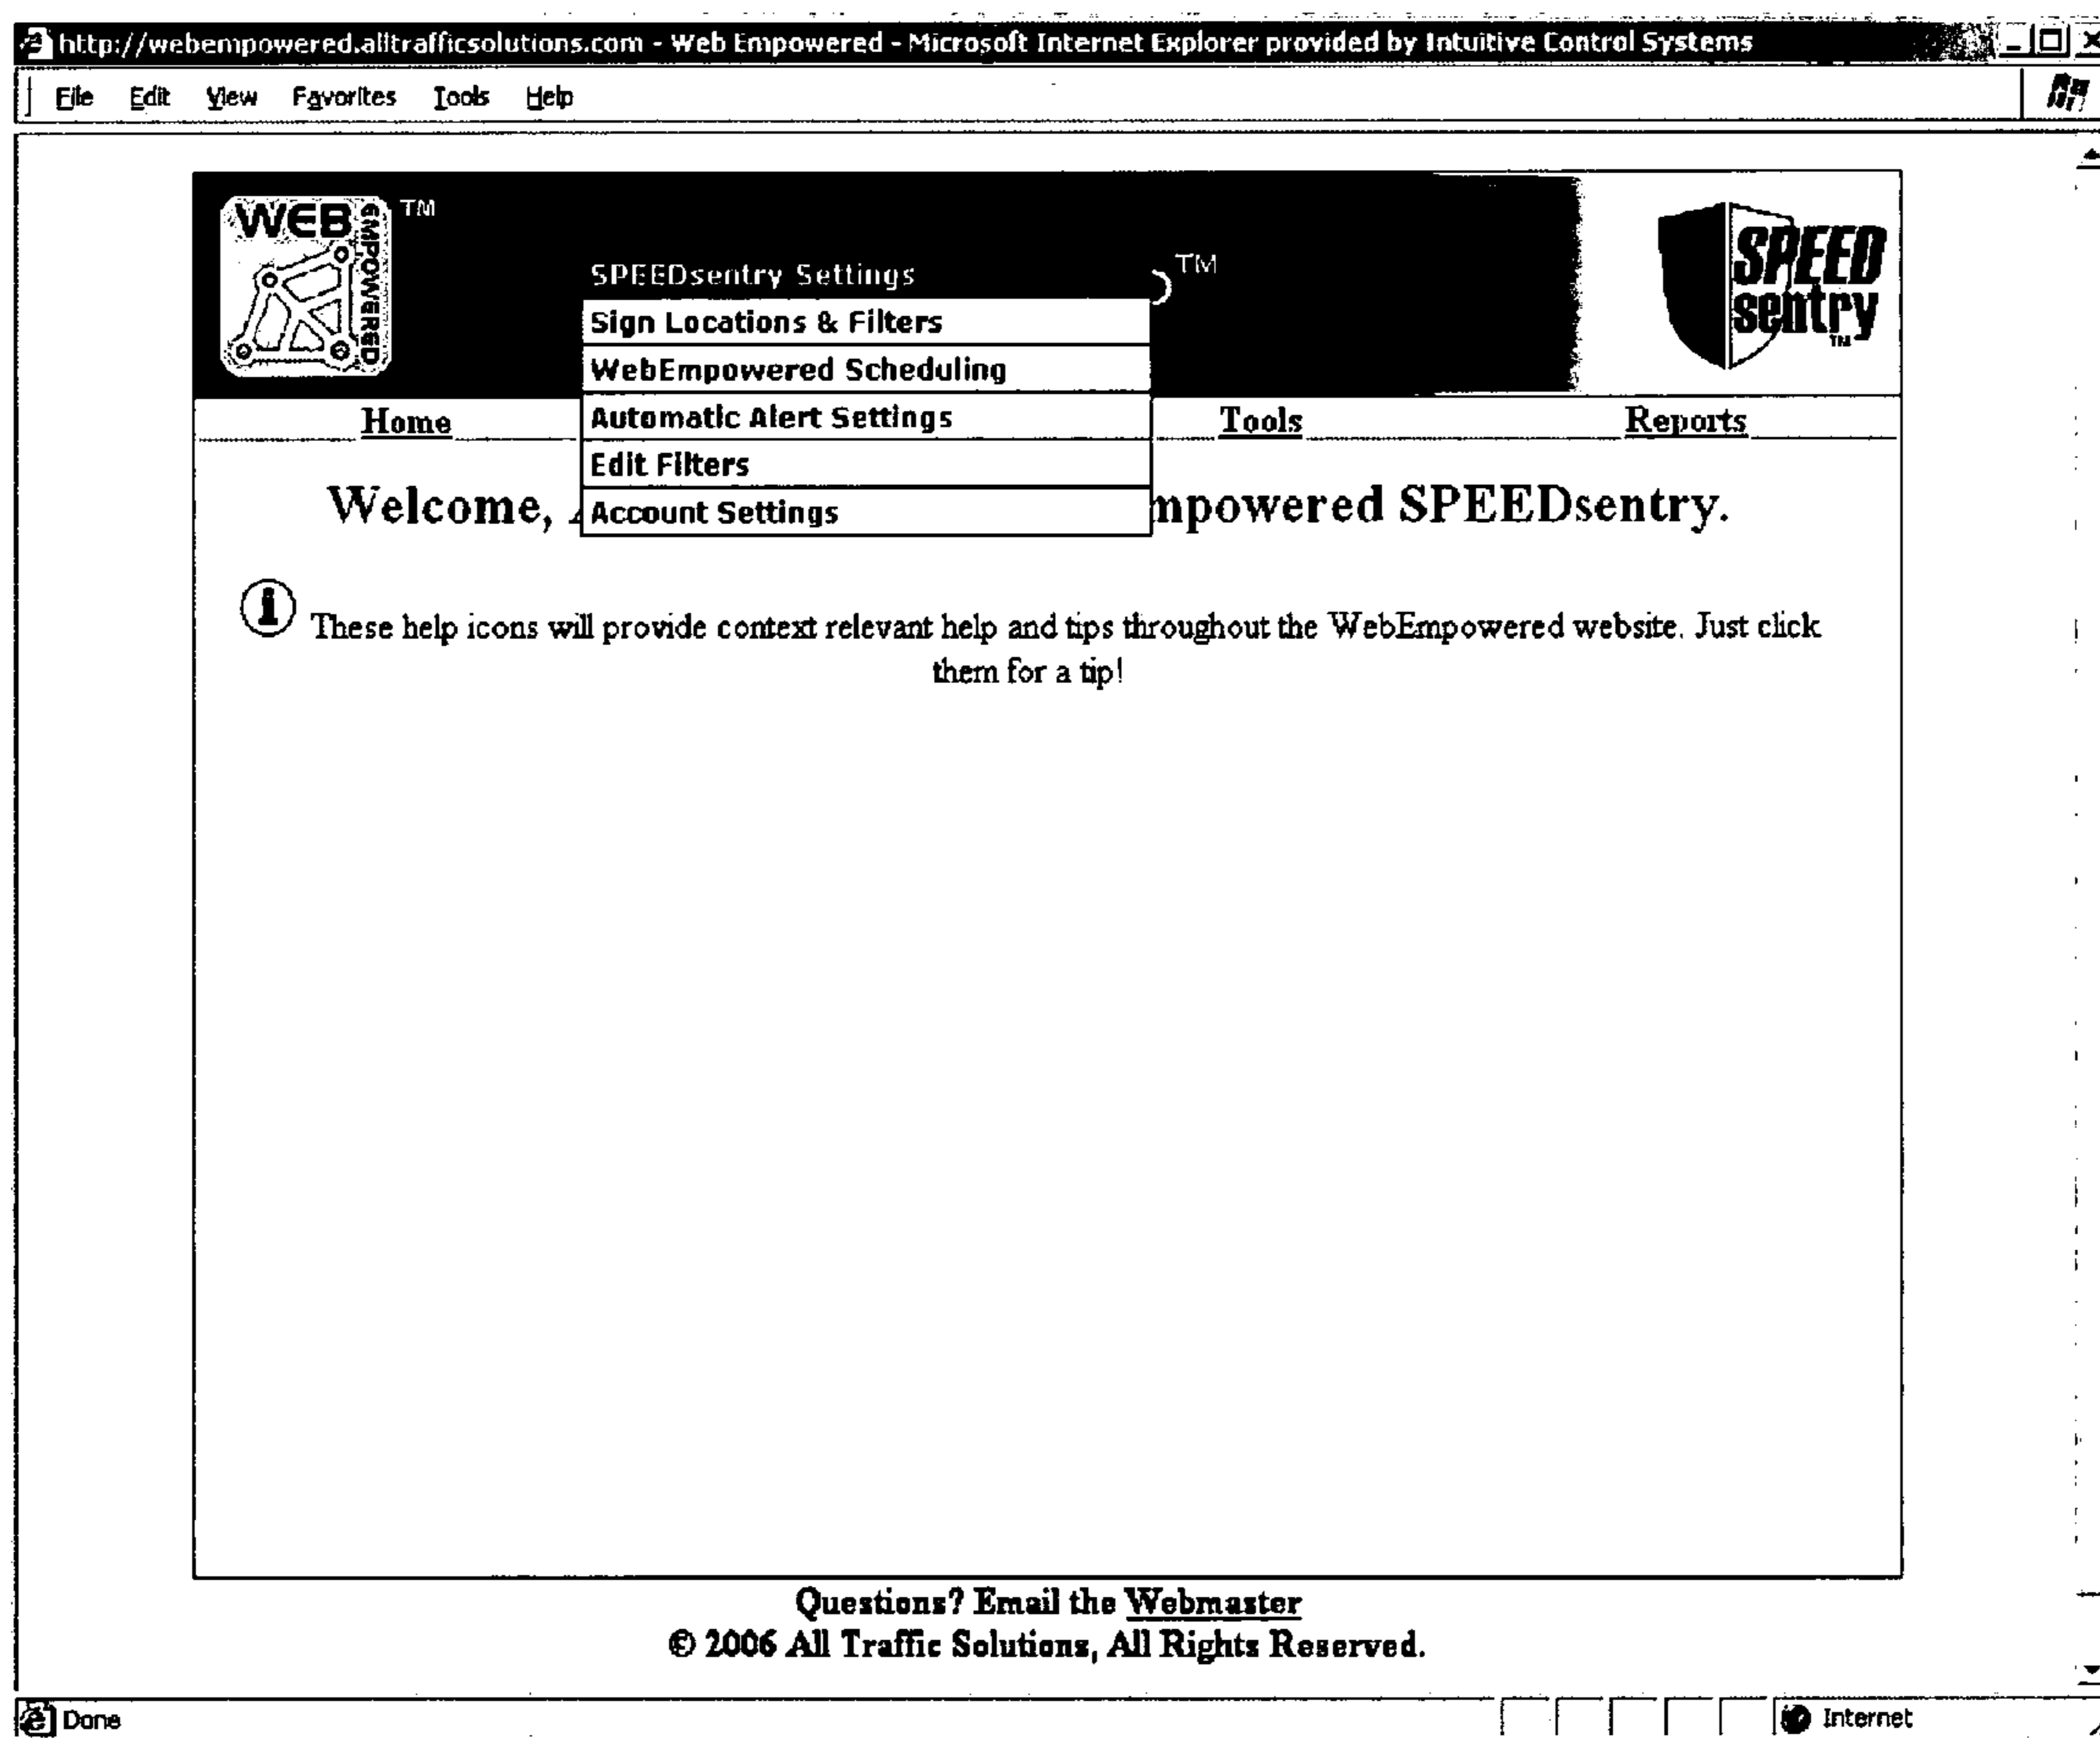 http://webempowered.alltrafficsolutions.com - Web Empowered - Microsoft Internet Explorer provided by Intuitive Control Systems
File Edit View Favorites Tools Help
WEB EMPOWERED TM
SPEEDsentry Settings
TM
SPEED
sentry
TM
Sign Locations & Filters
WebEmpowered Scheduling
Automatic Alert Settings
Home Tools Reports
Edit Filters
Account Settings
Welcome, mpowered SPEEDsentry.
i These help icons will provide context relevant help and tips throughout the WebEmpowered website. Just click
them for a tip!
Questions? Email the Webmaster
© 2006 All Traffic Solutions, All Rights Reserved.
Done Internet